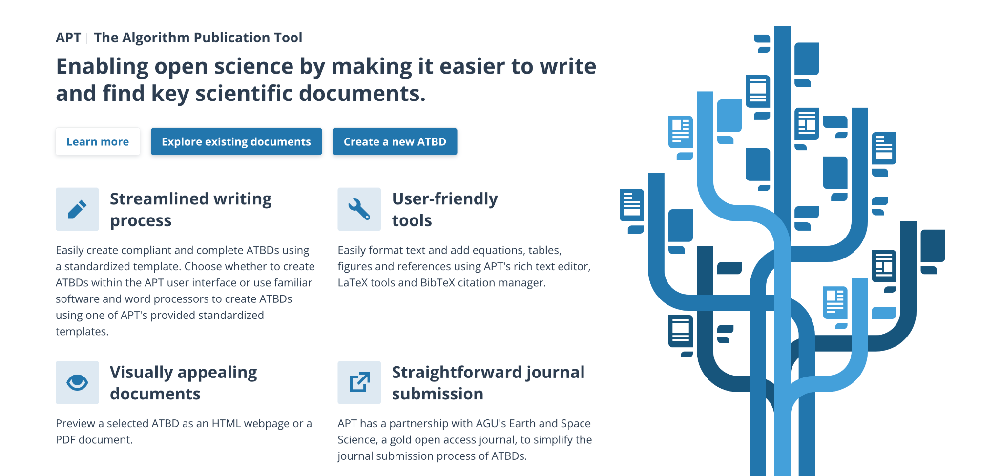 APT | The Algorithm Publication Tool
Enabling open science by making it easier to write
and find key scientific documents.
Learn more
Explore existing documents
Create a new ATBD
Streamlined writing
process
Easily create compliant and complete ATBDs using
a standardized template. Choose whether to create
ATBDs within the APT user interface or use familiar
software and word processors to create ATBDs
using one of APT's provided standardized
templates.
User-friendly
tools
Easily format text and add equations, tables,
figures and references using APT's rich text editor,
LaTeX tools and BibTeX citation manager.
Visually appealing
documents
Preview a selected ATBD as an HTML webpage or a
PDF document.
Straightforward journal
submission
APT has a partnership with AGU's Earth and Space
Science, a gold open access journal, to simplify the
journal submission process of ATBDs.